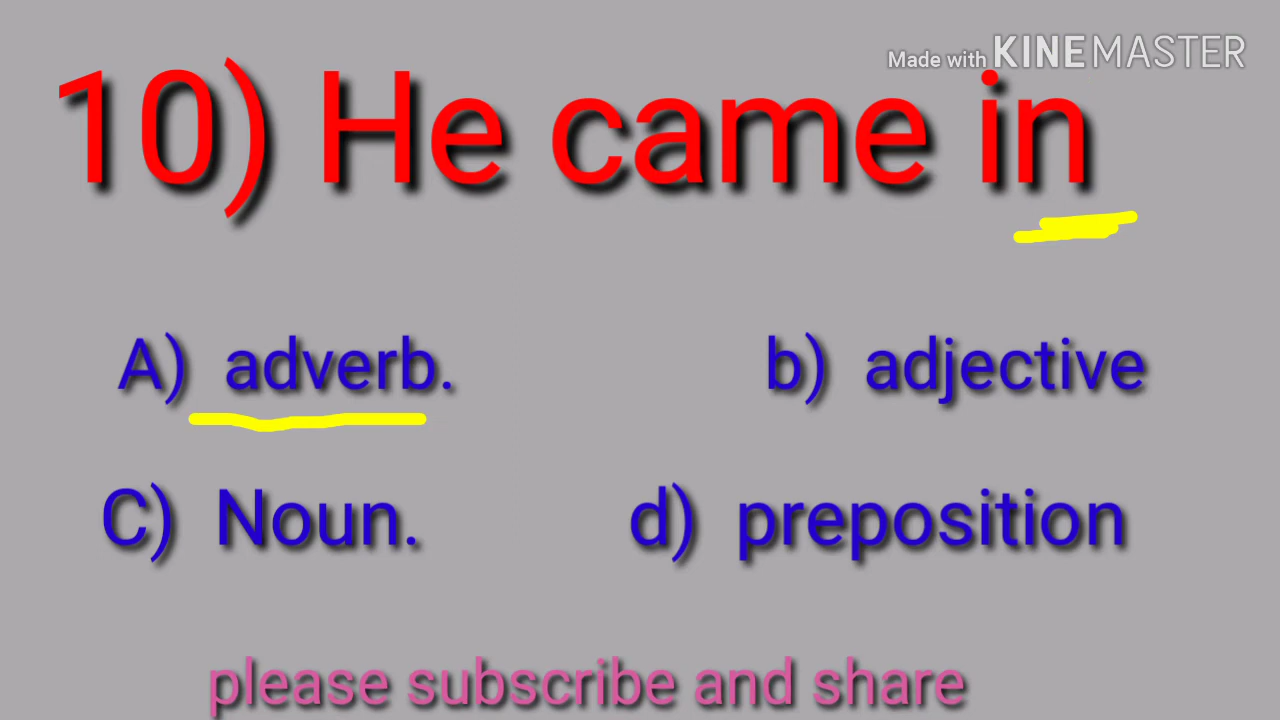 Made with KINEMASTER
10) He came in
A) adverb. b) adjective
C) Noun. d) preposition
please subscribe and share